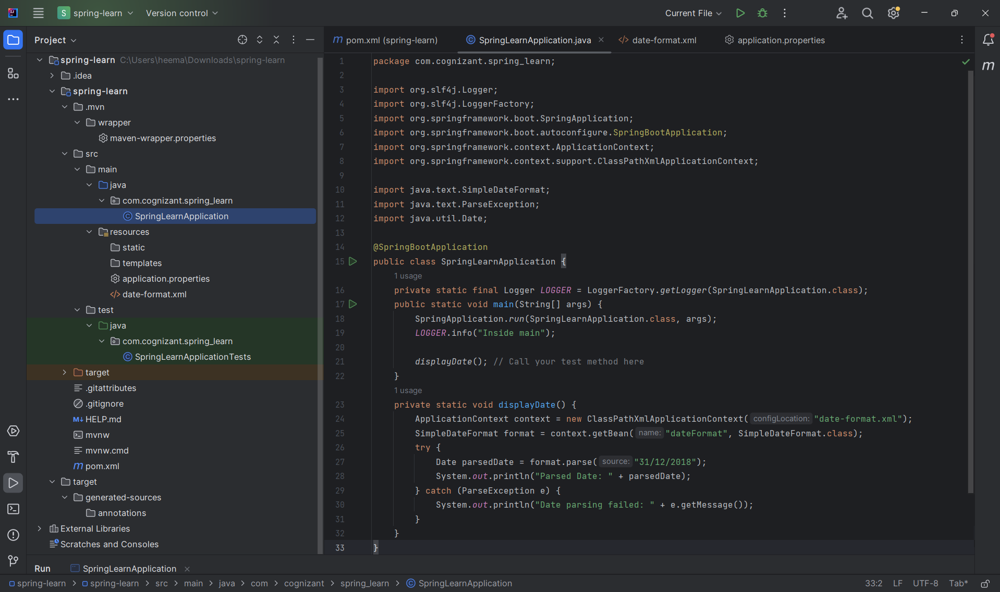 S spring-learn Version control Current File
Project
pom.xml (spring-learn) SpringLearnApplication.java date-format.xml application.properties
spring-learn C:\Users\heema\Downloads\spring-learn
.idea
spring-learn
.mvn
wrapper
maven-wrapper.properties
src
main
java
com.cognizant.spring_learn
SpringLearnApplication
resources
static
templates
application.properties
date-format.xml
test
java
com.cognizant.spring_learn
SpringLearnApplicationTests
target
.gitattributes
.gitignore
HELP.md
mvnw
mvnw.cmd
pom.xml
target
generated-sources
annotations
External Libraries
Scratches and Consoles
1 package com.cognizant.spring_learn;
2
3 import org.slf4j.Logger;
4 import org.slf4j.LoggerFactory;
5 import org.springframework.boot.SpringApplication;
6 import org.springframework.boot.autoconfigure.SpringBootApplication;
7 import org.springframework.context.ApplicationContext;
8 import org.springframework.context.support.ClassPathXmlApplicationContext;
9
10 import java.text.SimpleDateFormat;
11 import java.text.ParseException;
12 import java.util.Date;
13
14 @SpringBootApplication
15 public class SpringLearnApplication {
1 usage
16 private static final Logger LOGGER = LoggerFactory.getLogger(SpringLearnApplication.class);
17 public static void main(String[] args) {
18 SpringApplication.run(SpringLearnApplication.class, args);
19 LOGGER.info("Inside main");
20
21 displayDate(); // Call your test method here
22 }
1 usage
23 private static void displayDate() {
24 ApplicationContext context = new ClassPathXmlApplicationContext( configLocation: "date-format.xml");
25 SimpleDateFormat format = context.getBean( name: "dateFormat", SimpleDateFormat.class);
26 try {
27 Date parsedDate = format.parse( source: "31/12/2018");
28 System.out.println("Parsed Date: " + parsedDate);
29 } catch (ParseException e) {
30 System.out.println("Date parsing failed: " + e.getMessage());
31 }
32 }
33 }
Run SpringLearnApplication
spring-learn > spring-learn > src > main > java > com > cognizant > spring_learn > SpringLearnApplication 33:2 LF UTF-8 Tab*